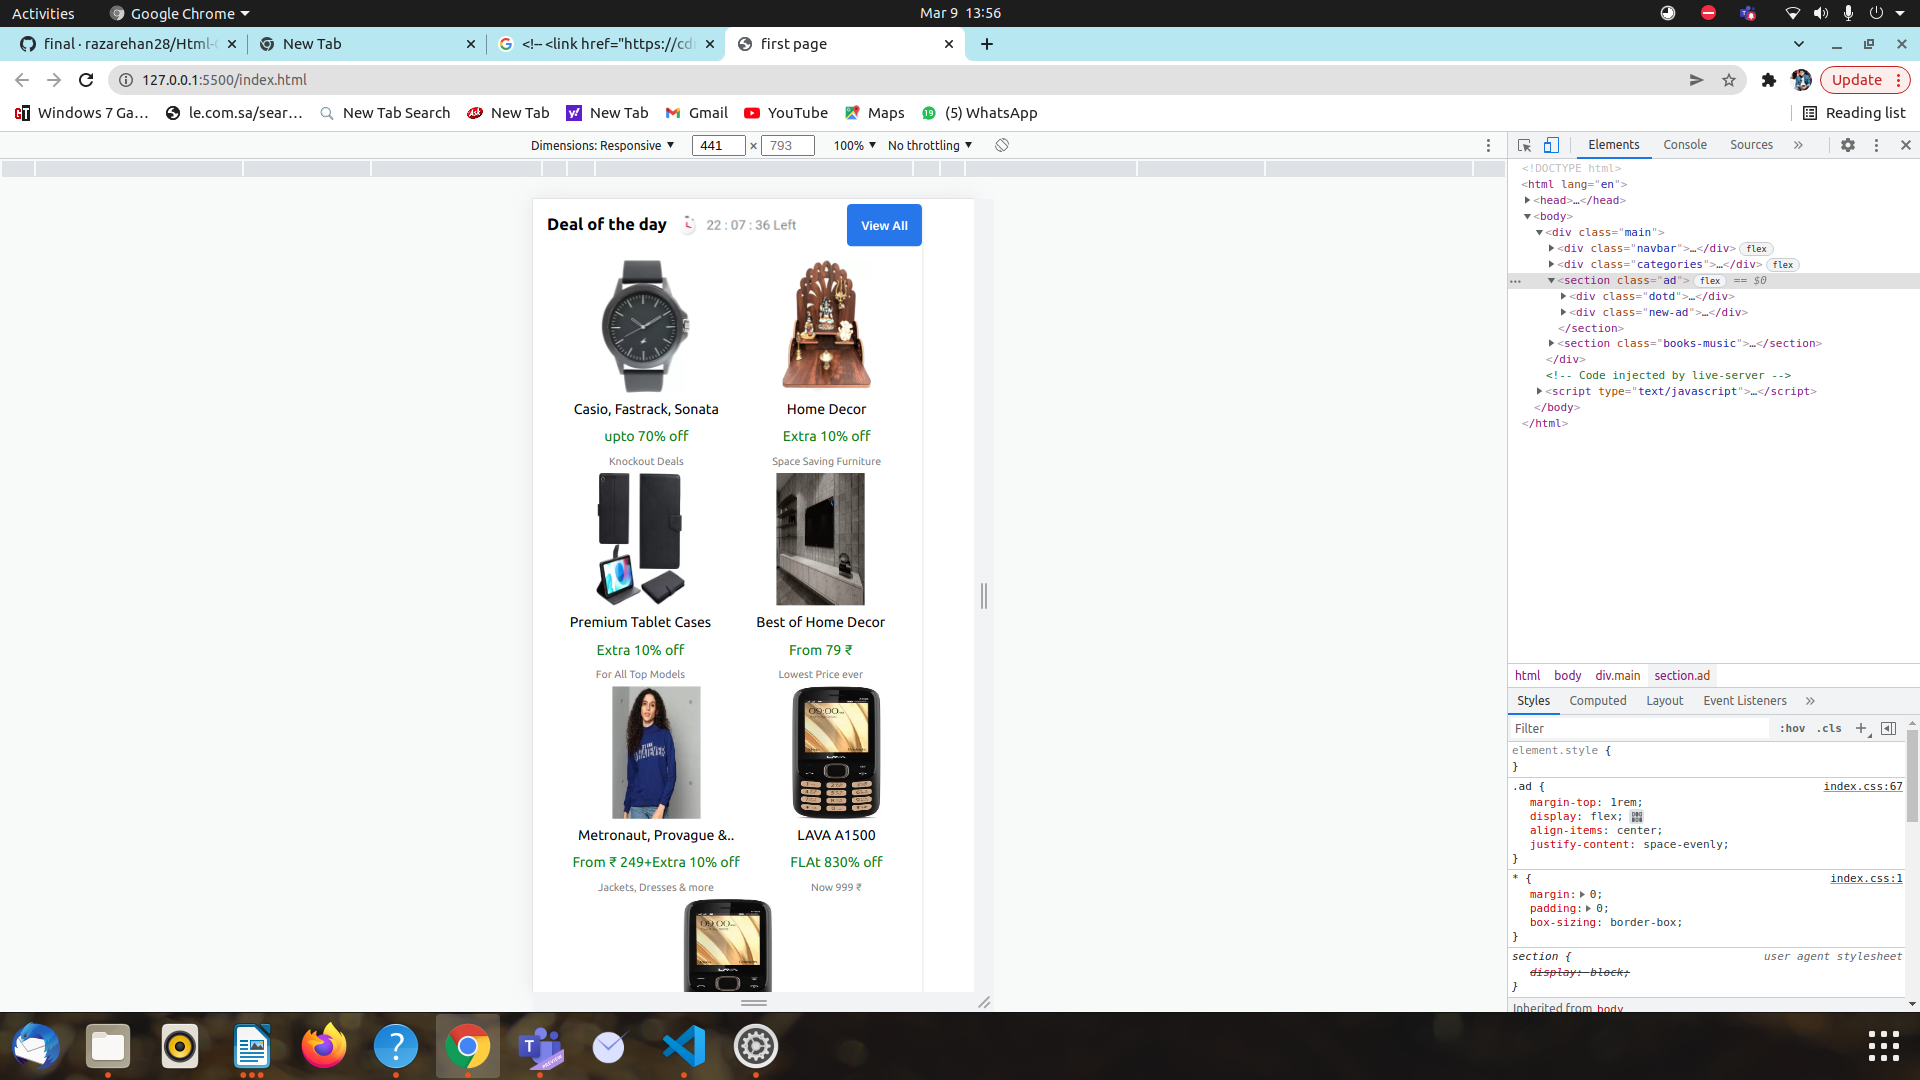 Activities
Google Chrome
Mar 9 13:56
final · razarehan28/Html-
New Tab
<!-- <link href="https://cd
first page
127.0.0.1:5500/index.html
Update
Windows 7 Ga...
le.com.sa/sear...
New Tab Search
New Tab
New Tab
Gmail
YouTube
Maps
(5) WhatsApp
Reading list
Dimensions: Responsive
441 × 793
100%
No throttling
Elements
Console
Sources
Deal of the day
22 : 07 : 36 Left
View All
Casio, Fastrack, Sonata
upto 70% off
Knockout Deals
Home Decor
Extra 10% off
Space Saving Furniture
Premium Tablet Cases
Extra 10% off
For All Top Models
Best of Home Decor
From 79 ₹
Lowest Price ever
Metronaut, Provague &..
From ₹ 249+Extra 10% off
Jackets, Dresses & more
LAVA A1500
FLAt 830% off
Now 999 ₹
<!DOCTYPE html>
<html lang="en">
<head>…</head>
<body>
<div class="main">
<div class="navbar">…</div> flex
<div class="categories">…</div> flex
<section class="ad"> flex == $0
<div class="dotd">…</div>
<div class="new-ad">…</div>
</section>
<section class="books-music">…</section>
</div>
<!-- Code injected by live-server -->
<script type="text/javascript">…</script>
</body>
</html>
html body div.main section.ad
Styles
Computed
Layout
Event Listeners
Filter
:hov .cls
element.style {
}
.ad { index.css:67
margin-top: 1rem;
display: flex;
align-items: center;
justify-content: space-evenly;
}
* { index.css:1
margin: 0;
padding: 0;
box-sizing: border-box;
}
section { user agent stylesheet
display: block;
}
Inherited from body